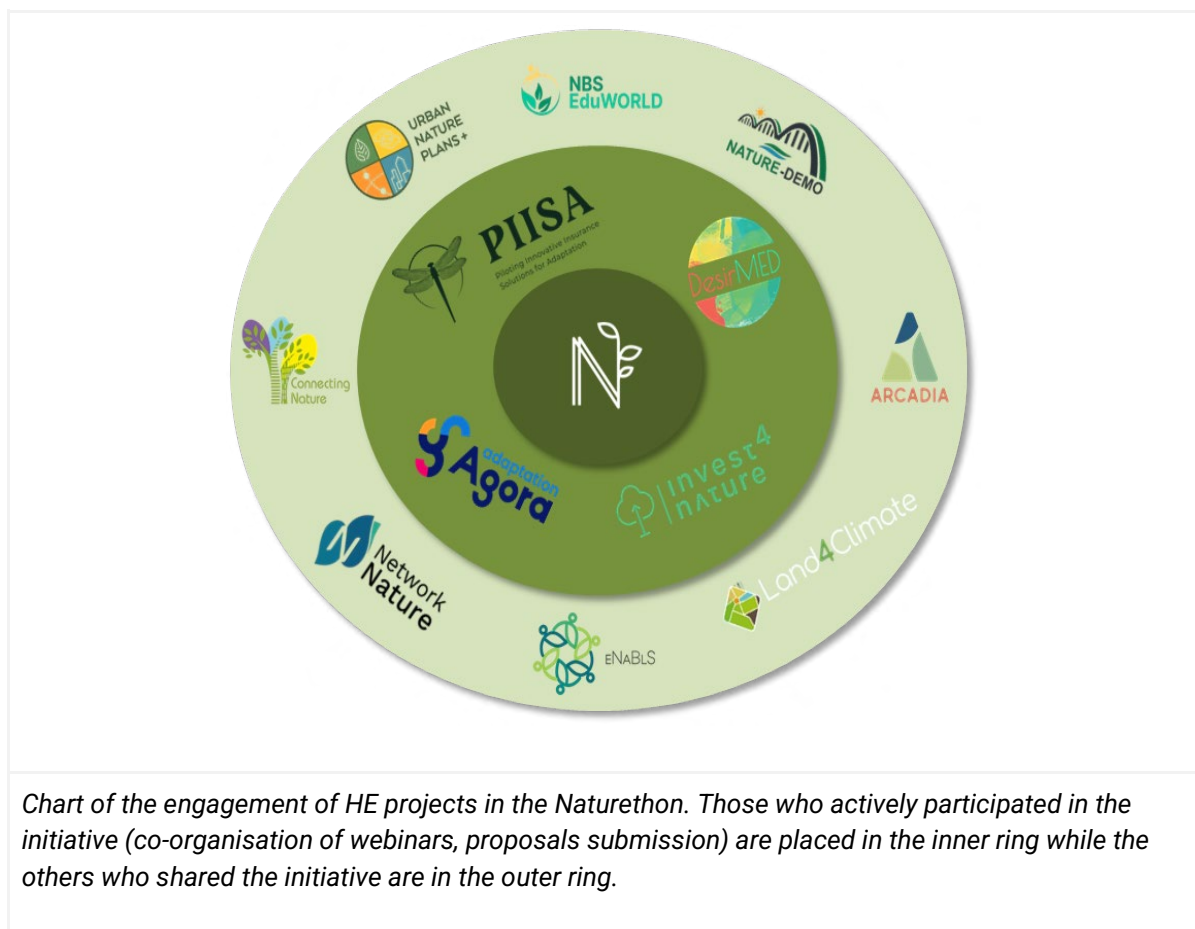 NBS
EduWORLD
URBAN
NATURE
PLANS+
NATURE-DEMO
PIISA
Piloting Innovative Insurance
Solutions for Adaptation
DesirMED
N
Connecting
Nature
ARCADIA
adaptation
Agora
invest4
nature
Land4Climate
Network
Nature
eNaBlS
Chart of the engagement of HE projects in the Naturethon. Those who actively participated in the
initiative (co-organisation of webinars, proposals submission) are placed in the inner ring while the
others who shared the initiative are in the outer ring.